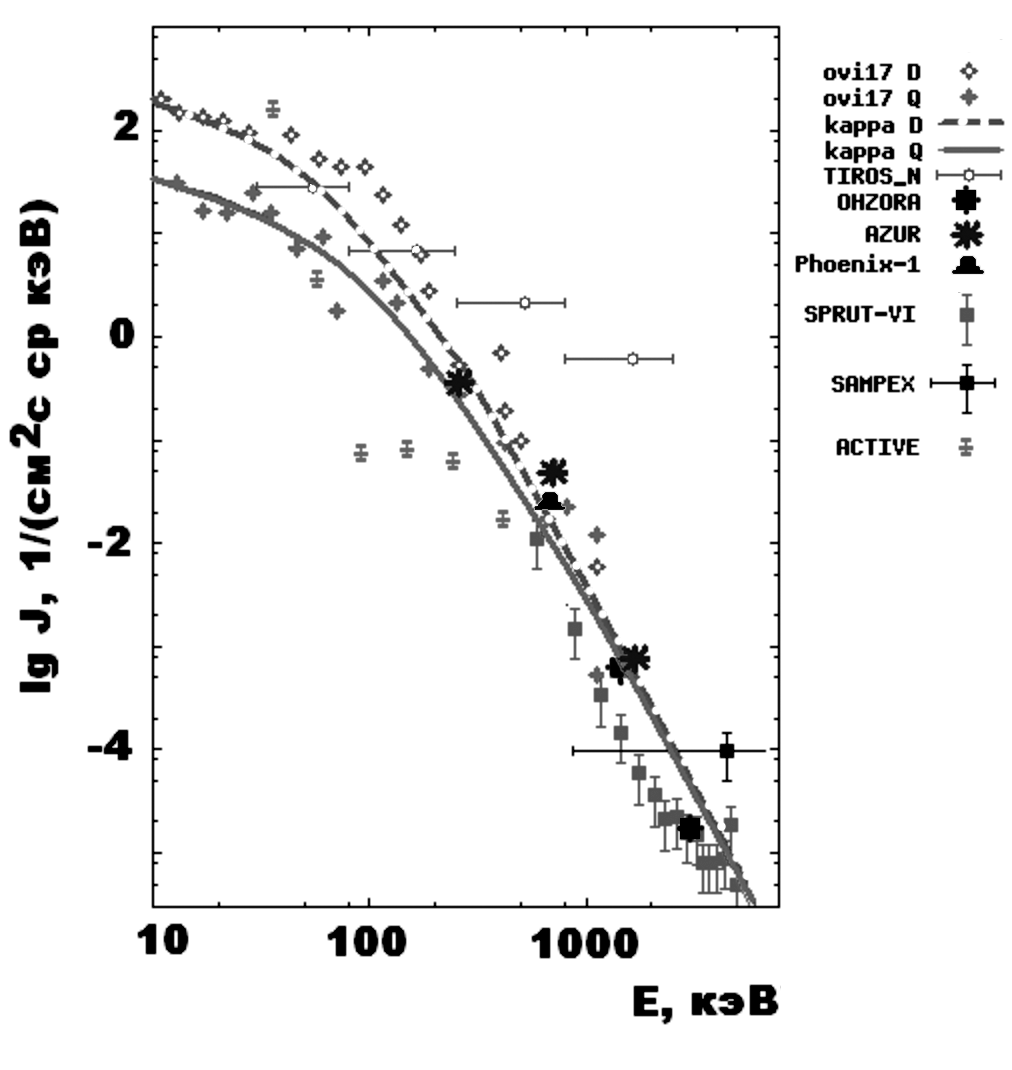 ovi17 D
ovi17 Q
kappa D
kappa Q
TIROS_N
OHZORA
AZUR
Phoenix-1
SPRUT-VI
SAMPEX
ACTIVE
lg J, 1/(см² с ср кэВ)
2
0
-2
-4
10 100 1000
E, кэВ